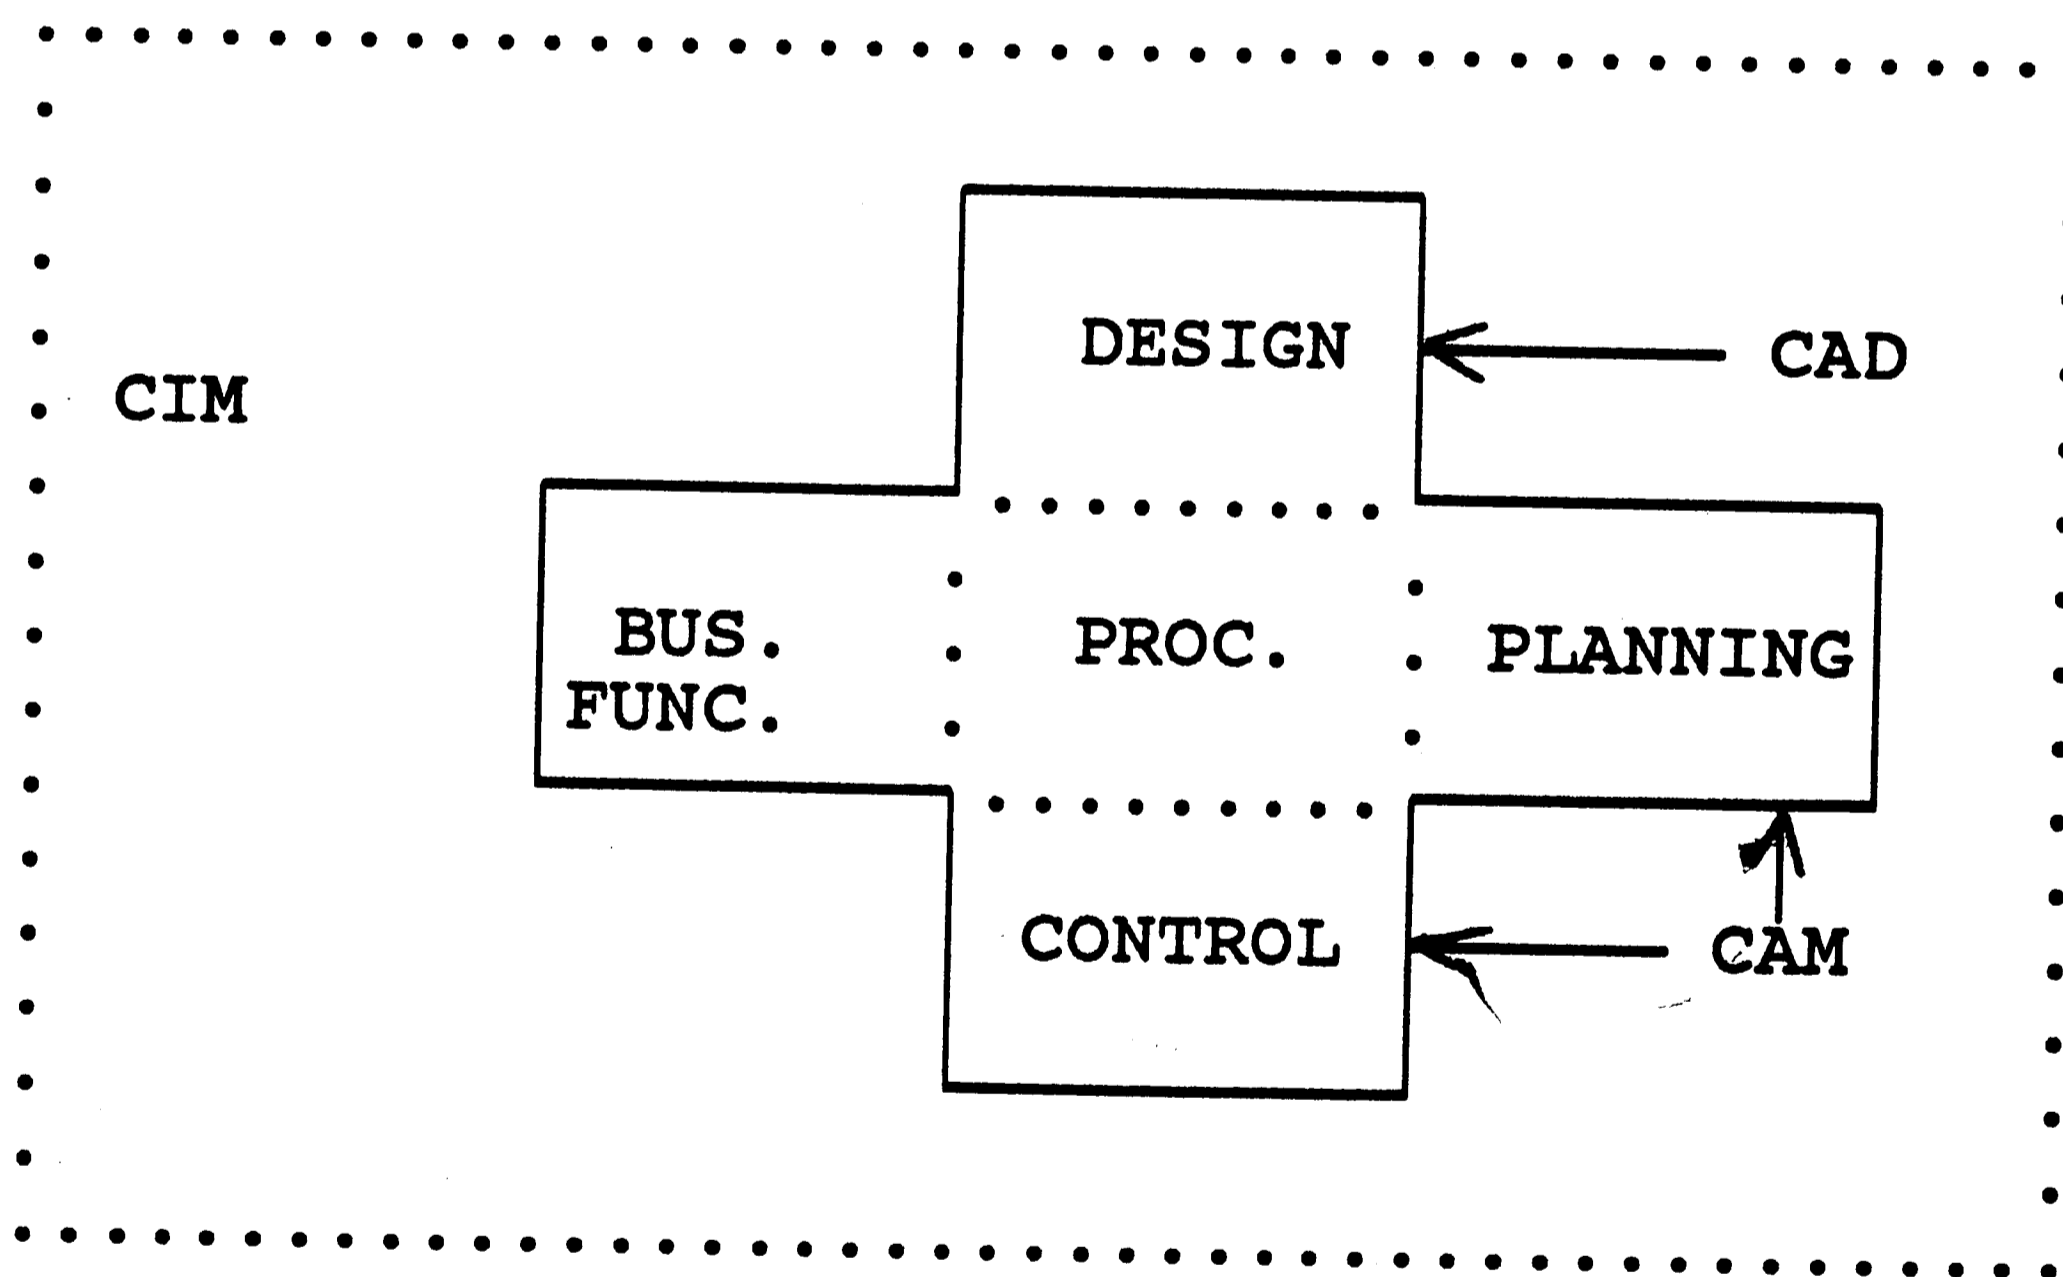 DESIGN
CAD
CIM
BUS.
FUNC.
PROC.
PLANNING
CONTROL
CAM